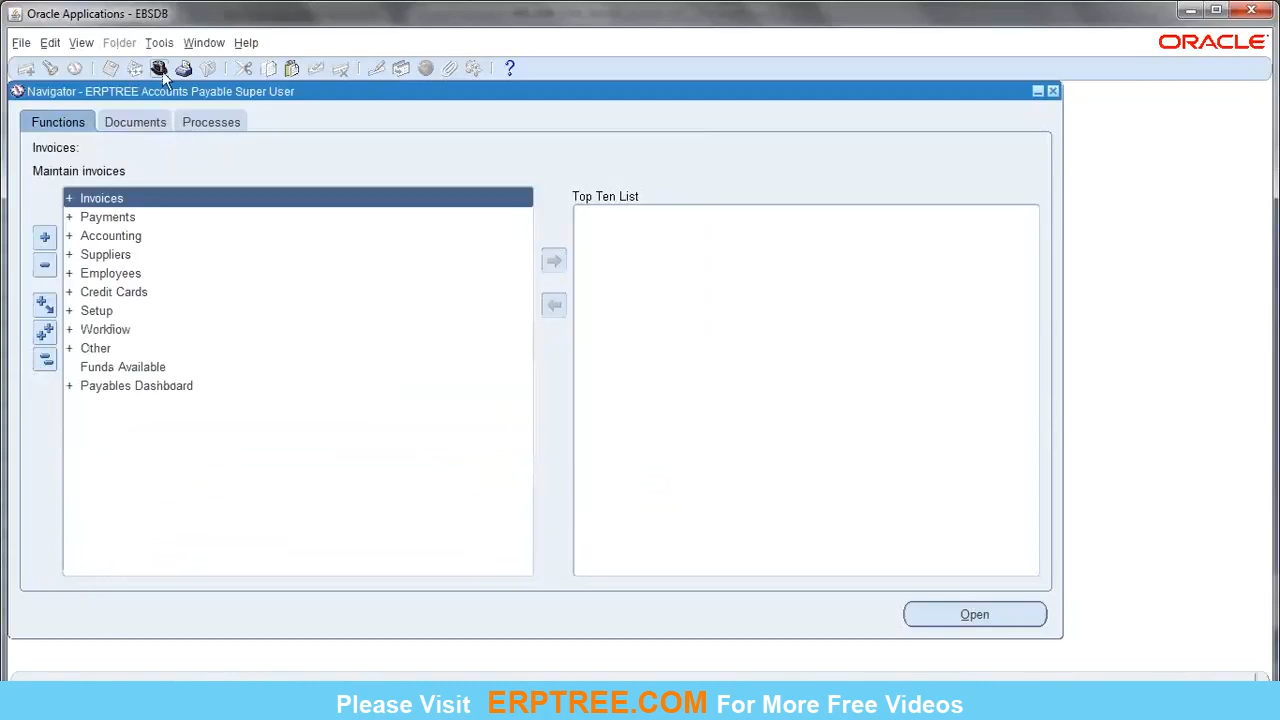 Oracle Applications - EBSDB
File Edit View Folder Tools Window Help
ORACLE
Navigator - ERPTREE Accounts Payable Super User
Functions Documents Processes
Invoices:
Maintain invoices
Top Ten List
+ Invoices
+ Payments
+ Accounting
+ Suppliers
+ Employees
+ Credit Cards
+ Setup
+ Workflow
+ Other
Funds Available
+ Payables Dashboard
Open
Please Visit ERPTREE.COM For More Free Videos